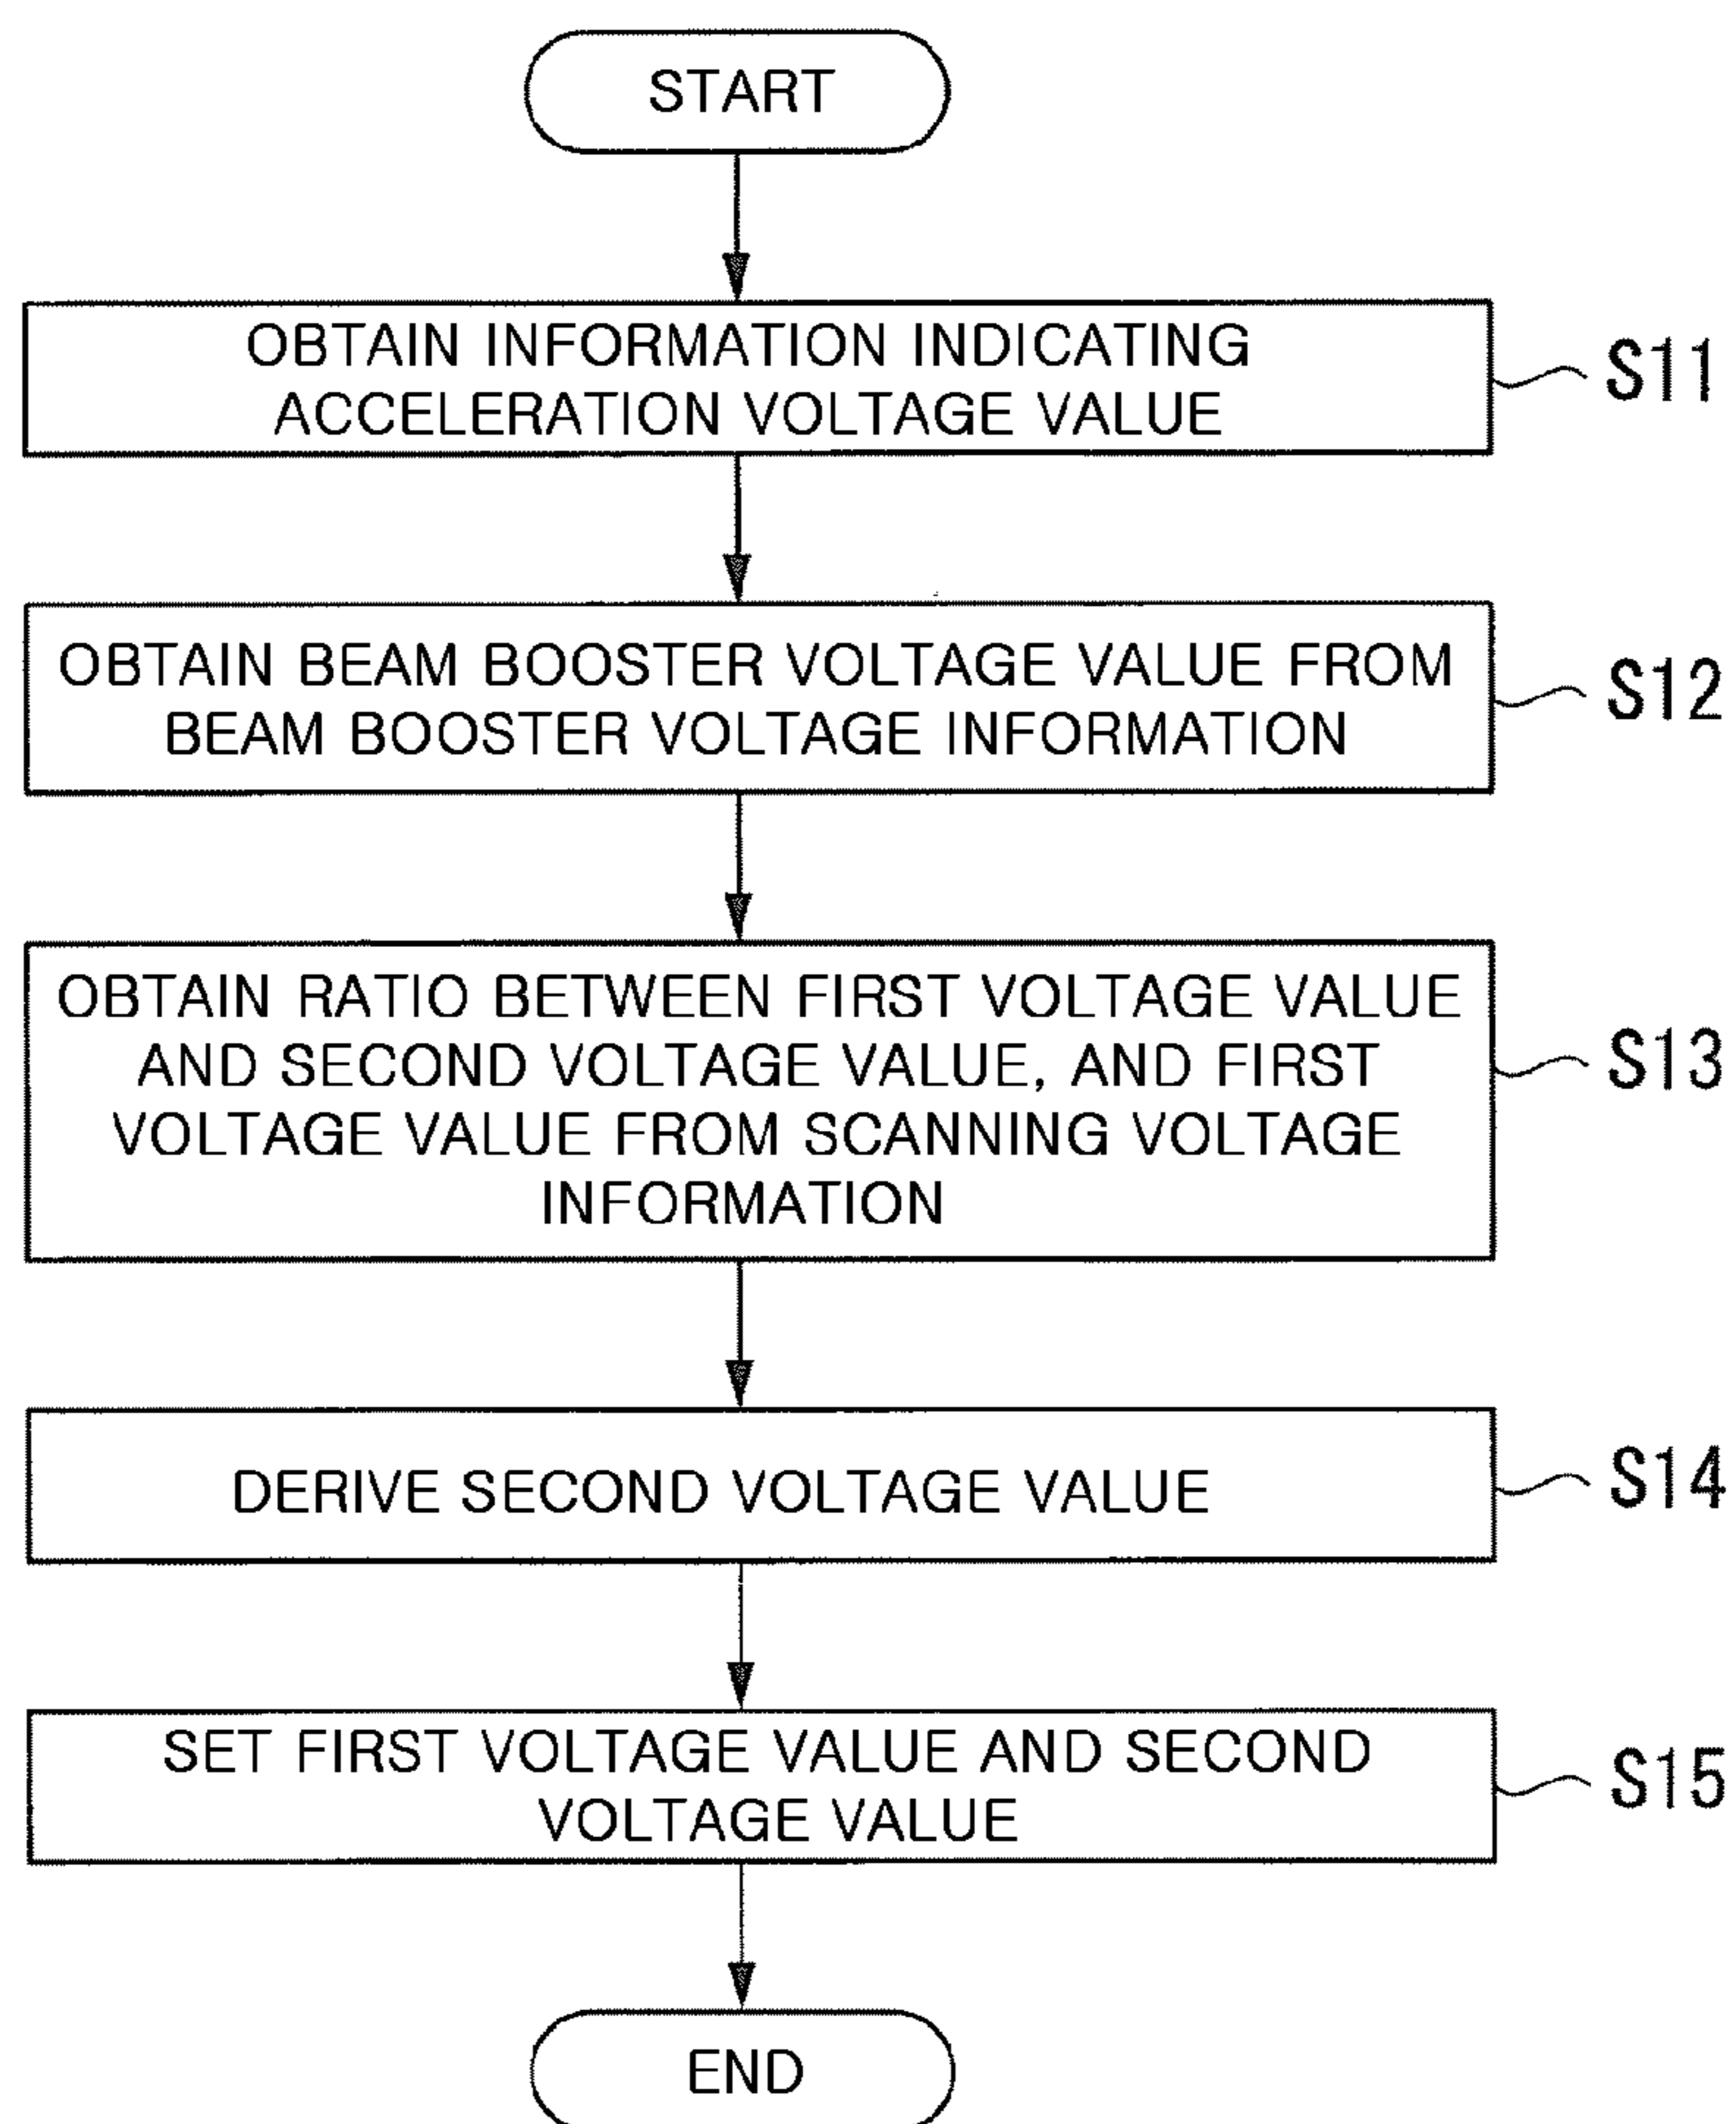 START
OBTAIN INFORMATION INDICATING
ACCELERATION VOLTAGE VALUE
S11
OBTAIN BEAM BOOSTER VOLTAGE VALUE FROM
BEAM BOOSTER VOLTAGE INFORMATION
S12
OBTAIN RATIO BETWEEN FIRST VOLTAGE VALUE
AND SECOND VOLTAGE VALUE, AND FIRST
VOLTAGE VALUE FROM SCANNING VOLTAGE
INFORMATION
S13
DERIVE SECOND VOLTAGE VALUE
S14
SET FIRST VOLTAGE VALUE AND SECOND
VOLTAGE VALUE
S15
END